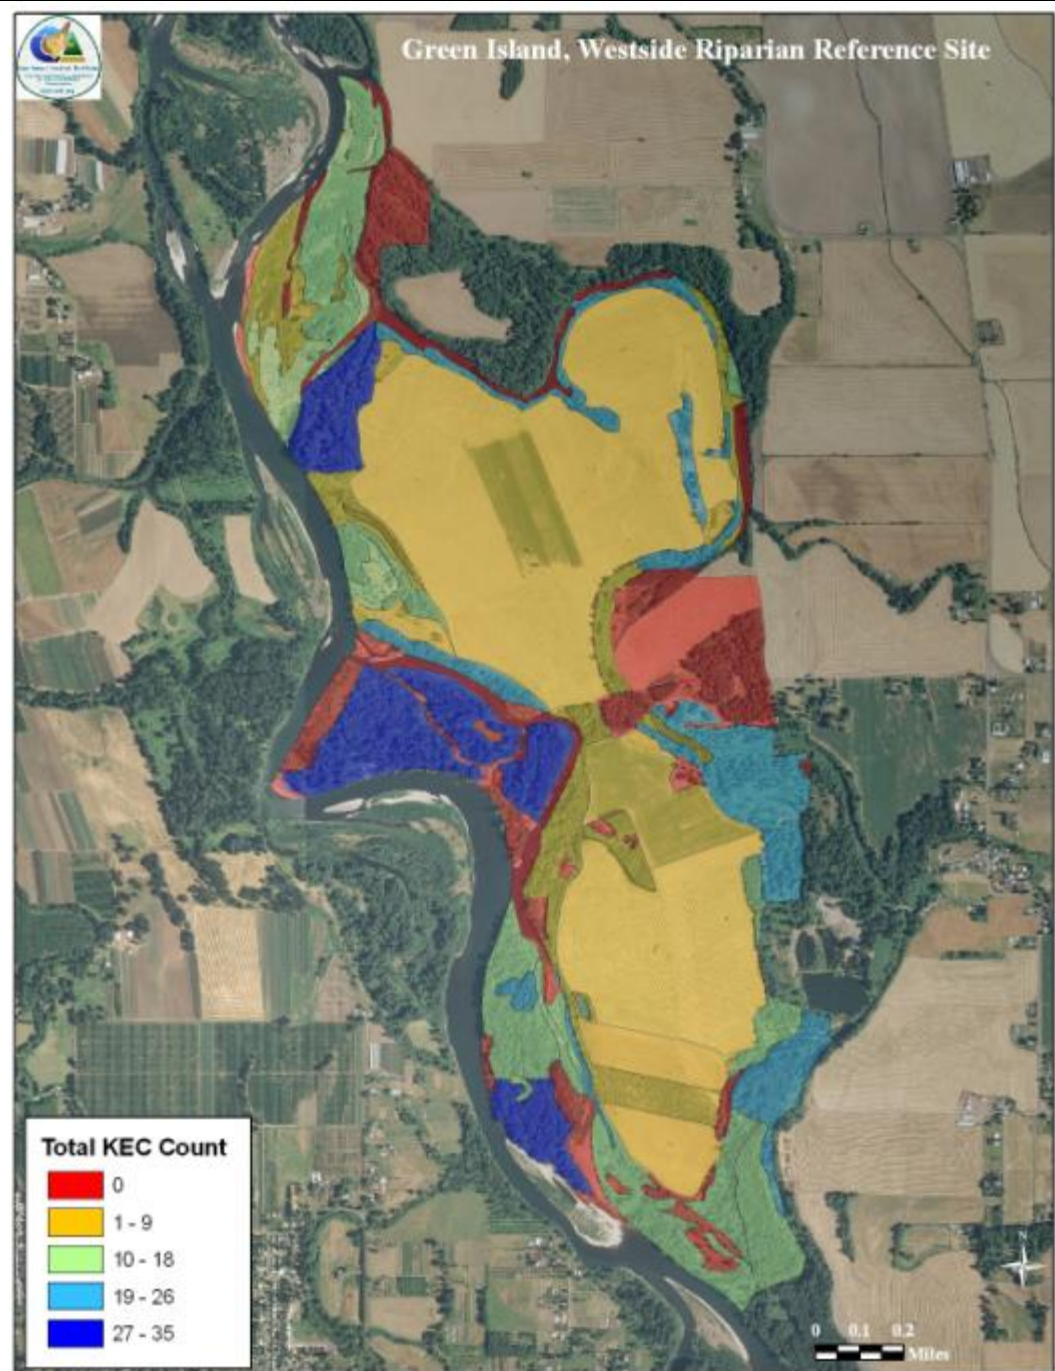 Green Island, Westside Riparian Reference Site
Total KEC Count
0
1 - 9
10 - 18
19 - 26
27 - 35
0 0.1 0.2
Miles